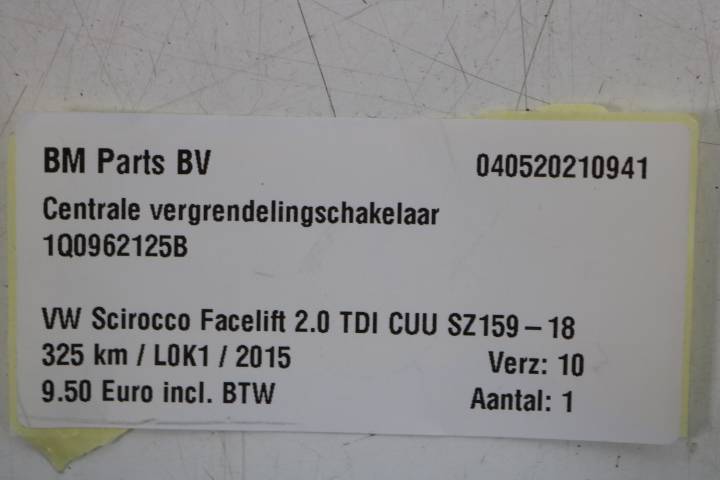 BM Parts BV 040520210941
Centrale vergrendelingschakelaar
1Q0962125B
VW Scirocco Facelift 2.0 TDI CUU SZ159-18
325 km / L0K1 / 2015 Verz: 10
9.50 Euro incl. BTW Aantal: 1